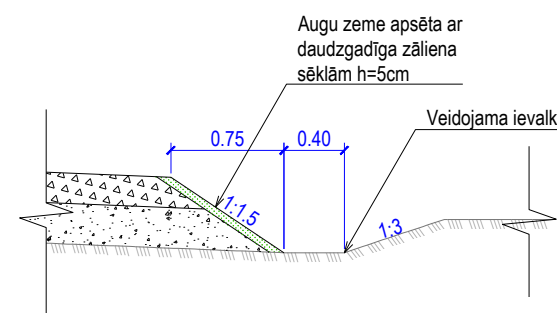 Augu zeme apsēta ar
daudzgadīga zāliena
sēklām h=5cm
Veidojama ievalk
0.75
0.40
1:1.5
1:3